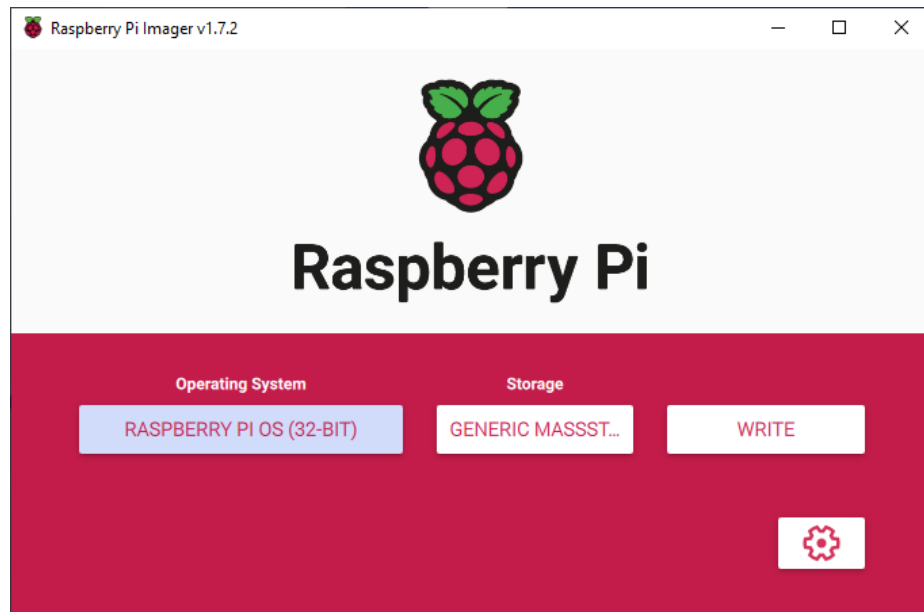 Raspberry Pi Imager v1.7.2
Raspberry Pi
Operating System
Storage
RASPBERRY PI OS (32-BIT)
GENERIC MASSST...
WRITE